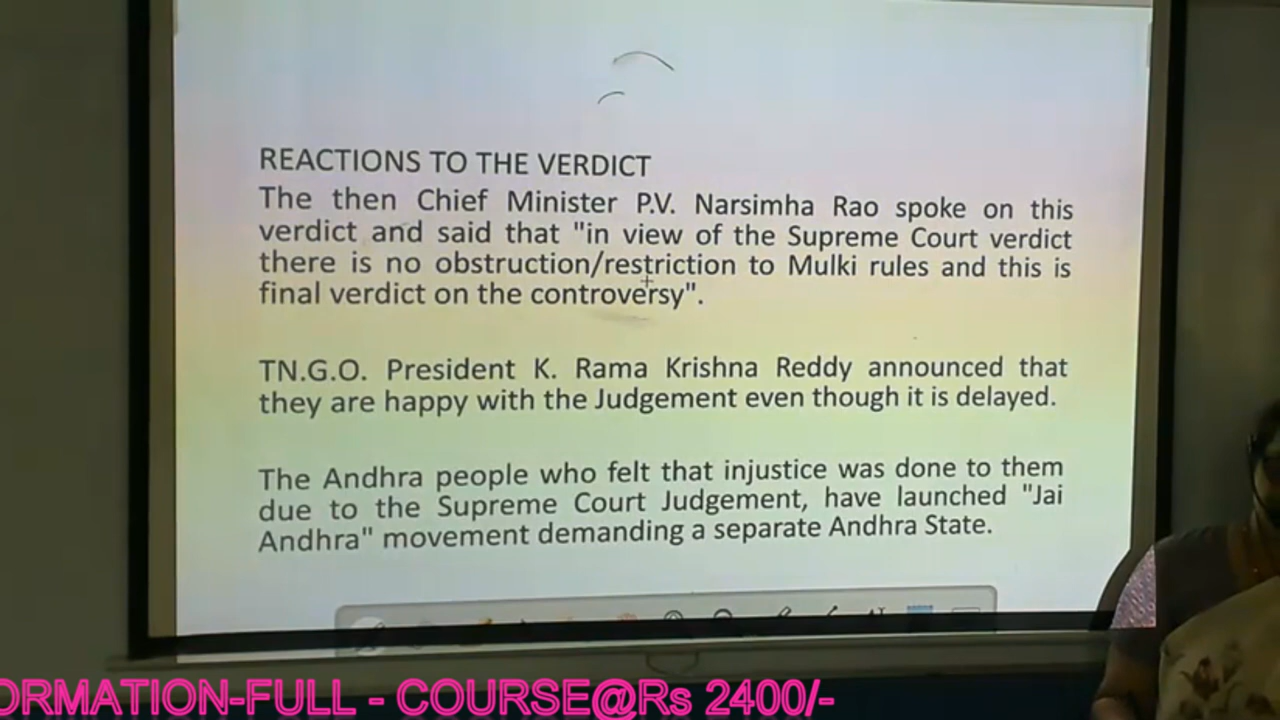 REACTIONS TO THE VERDICT
The then Chief Minister P.V. Narsimha Rao spoke on this
verdict and said that "in view of the Supreme Court verdict
there is no obstruction/restriction to Mulki rules and this is
final verdict on the controversy".
TN.G.O. President K. Rama Krishna Reddy announced that
they are happy with the Judgement even though it is delayed.
The Andhra people who felt that injustice was done to them
due to the Supreme Court Judgement, have launched "Jai
Andhra" movement demanding a separate Andhra State.
ORMATION-FULL - COURSE@Rs 2400/-